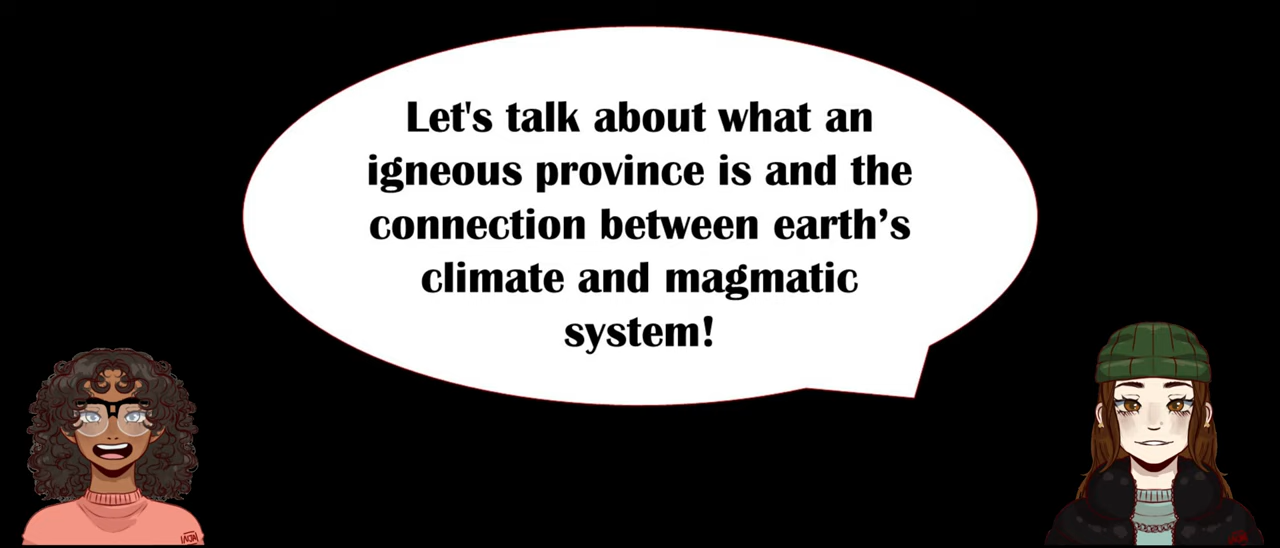 Let's talk about what an
igneous province is and the
connection between earth’s
climate and magmatic
system!